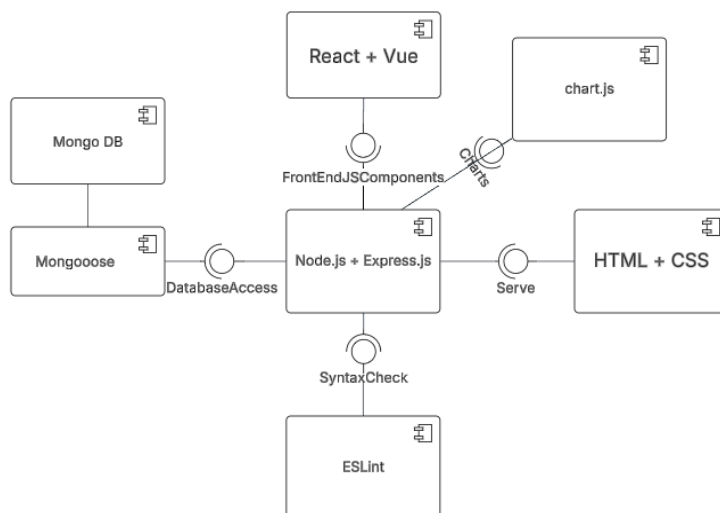 React + Vue
chart.js
Mongo DB
Charts
FrontEndJSComponents
Mongooose
Node.js + Express.js
HTML + CSS
DatabaseAccess
Serve
SyntaxCheck
ESLint